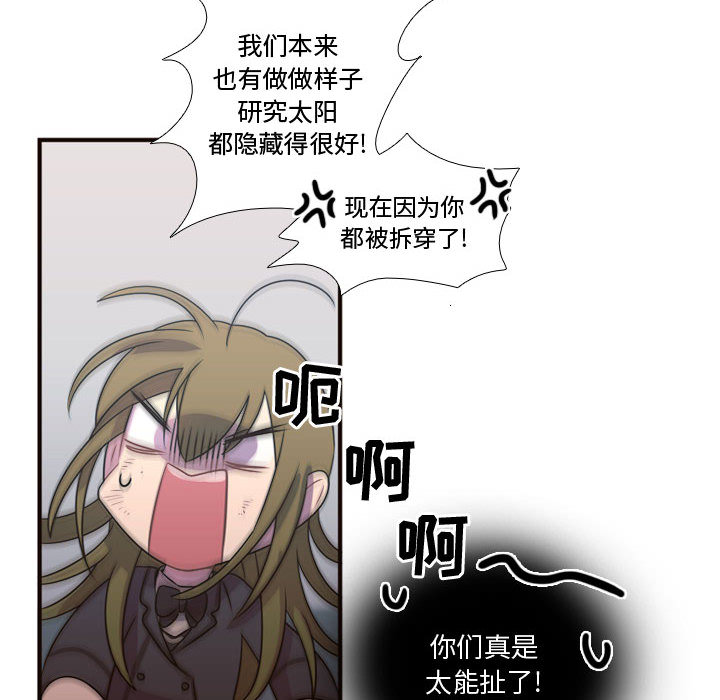 我们本来
也有做做样子
研究太阳
都隐藏得很好!
现在因为你
都被拆穿了!
呃
啊
啊~
你们真是
太能扯了!